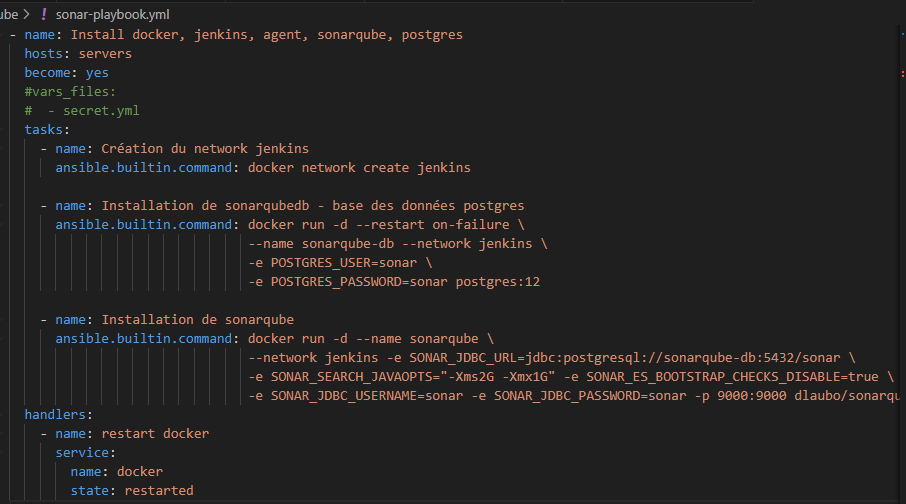 ube > ! sonar-playbook.yml
- name: Install docker, jenkins, agent, sonarqube, postgres
  hosts: servers
  become: yes
  #vars_files:
  #  - secret.yml
  tasks:
    - name: Création du network jenkins
      ansible.builtin.command: docker network create jenkins

    - name: Installation de sonarqubedb - base des données postgres
      ansible.builtin.command: docker run -d --restart on-failure \
                               --name sonarqube-db --network jenkins \
                               -e POSTGRES_USER=sonar \
                               -e POSTGRES_PASSWORD=sonar postgres:12

    - name: Installation de sonarqube
      ansible.builtin.command: docker run -d --name sonarqube \
                               --network jenkins -e SONAR_JDBC_URL=jdbc:postgresql://sonarqube-db:5432/sonar \
                               -e SONAR_SEARCH_JAVAOPTS="-Xms2G -Xmx1G" -e SONAR_ES_BOOTSTRAP_CHECKS_DISABLE=true \
                               -e SONAR_JDBC_USERNAME=sonar -e SONAR_JDBC_PASSWORD=sonar -p 9000:9000 dlaubo/sonarqu
  handlers:
    - name: restart docker
      service:
        name: docker
        state: restarted